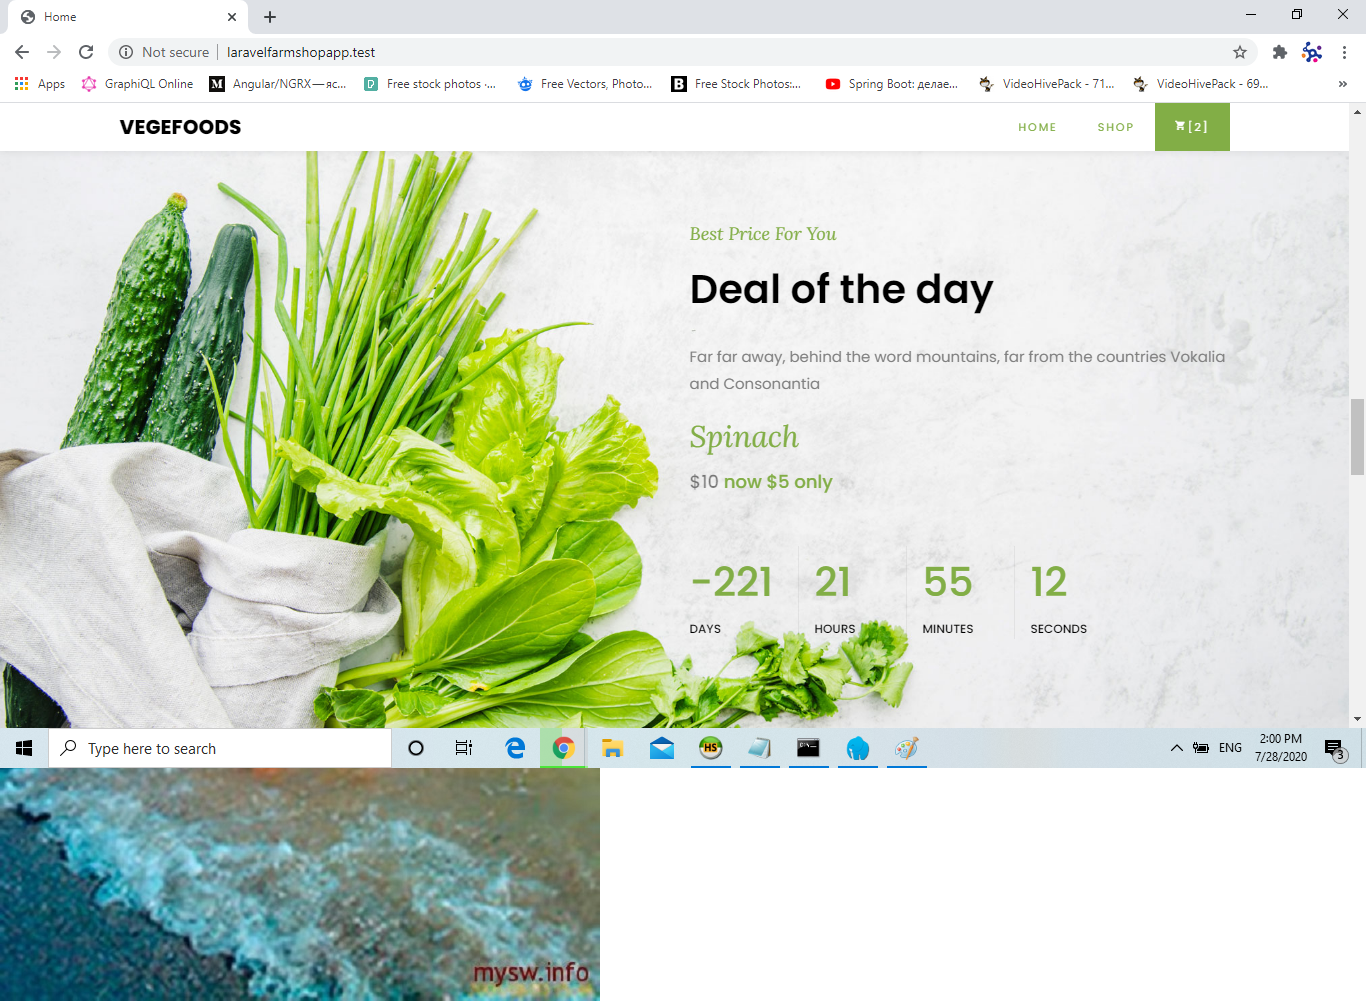 Home
Not secure | laravelfarmshopapp.test
Apps GraphiQL Online Angular/NGRX — яс... Free stock photos ·... Free Vectors, Photo... Free Stock Photos:... Spring Boot: делае... VideoHivePack - 71... VideoHivePack - 69... »
VEGEFOODS HOME SHOP [2]
Best Price For You
Deal of the day
Far far away, behind the word mountains, far from the countries Vokalia
and Consonantia
Spinach
$10 now $5 only
-221 21 55 12
DAYS HOURS MINUTES SECONDS
Type here to search HS ENG 2:00 PM
7/28/2020 3
mysw.info